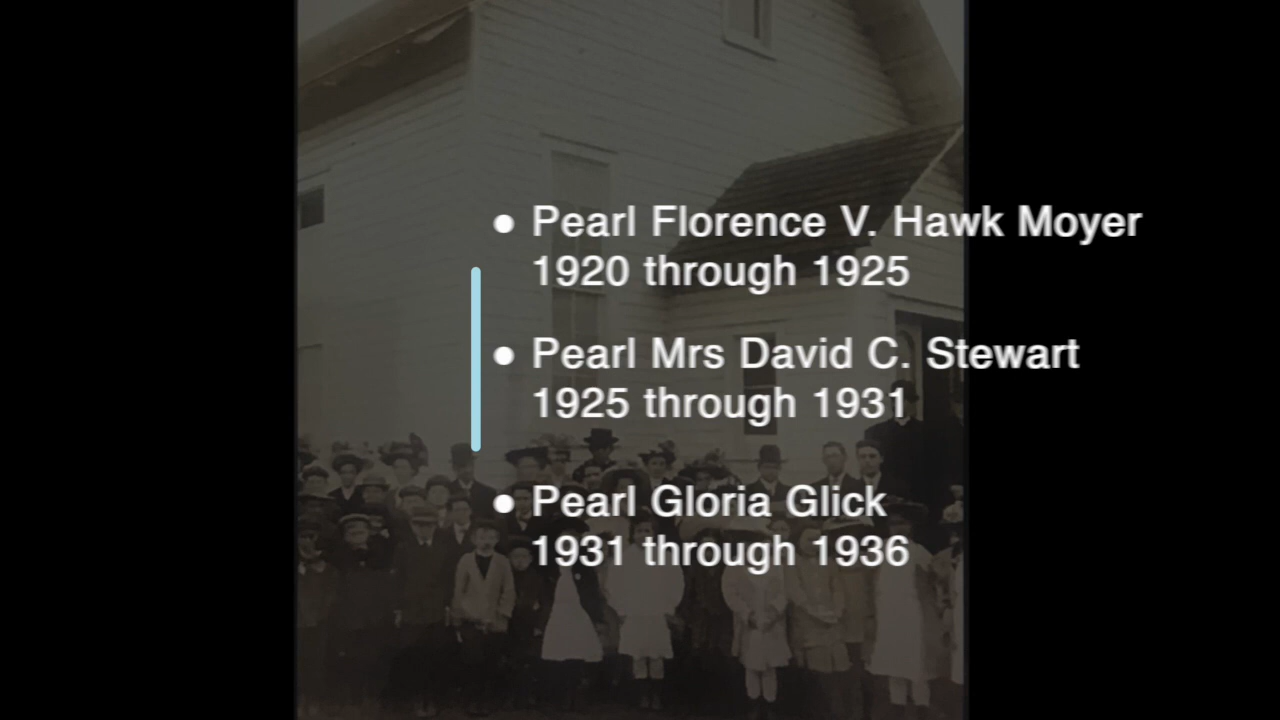 • Pearl Florence V. Hawk Moyer
1920 through 1925
• Pearl Mrs David C. Stewart
1925 through 1931
• Pearl Gloria Glick
1931 through 1936